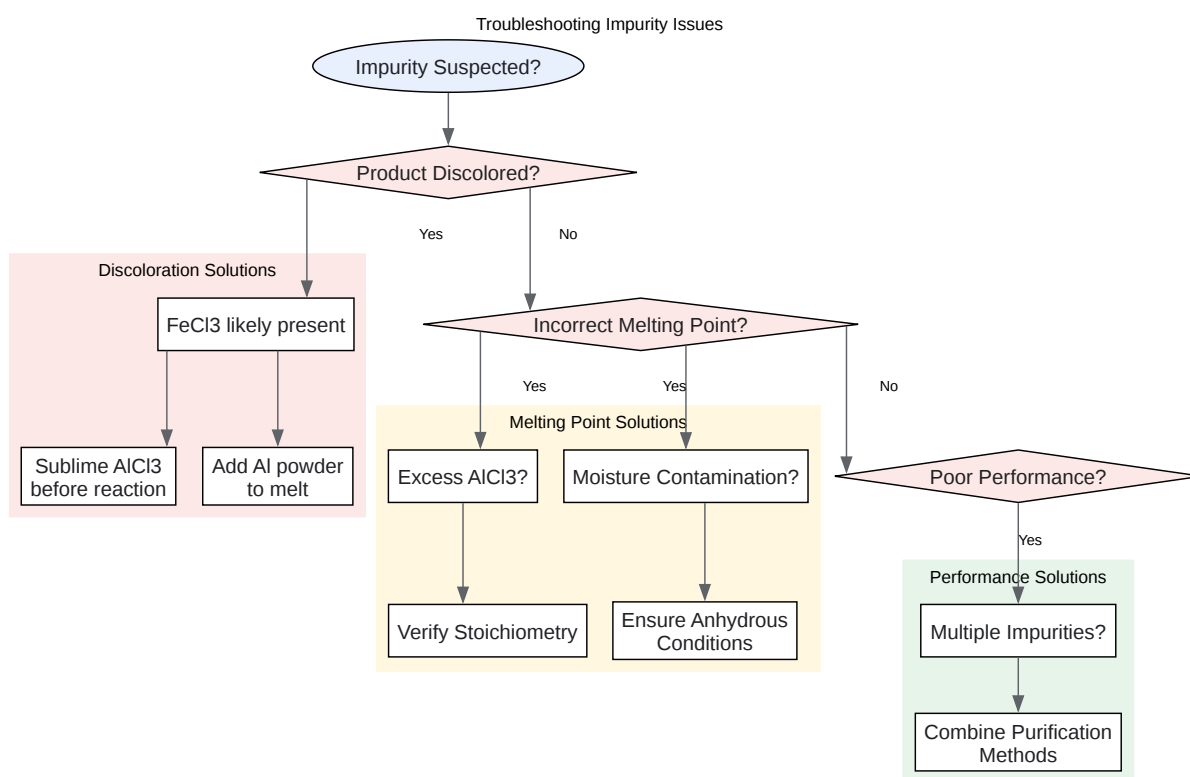 Troubleshooting Impurity Issues
Impurity Suspected?
Product Discolored?
Yes
No
Discoloration Solutions
FeCl3 likely present
Incorrect Melting Point?
Yes
Yes
No
Melting Point Solutions
Sublime AlCl3
before reaction
Add Al powder
to melt
Excess AlCl3?
Moisture Contamination?
Poor Performance?
Yes
Performance Solutions
Verify Stoichiometry
Ensure Anhydrous
Conditions
Multiple Impurities?
Combine Purification
Methods